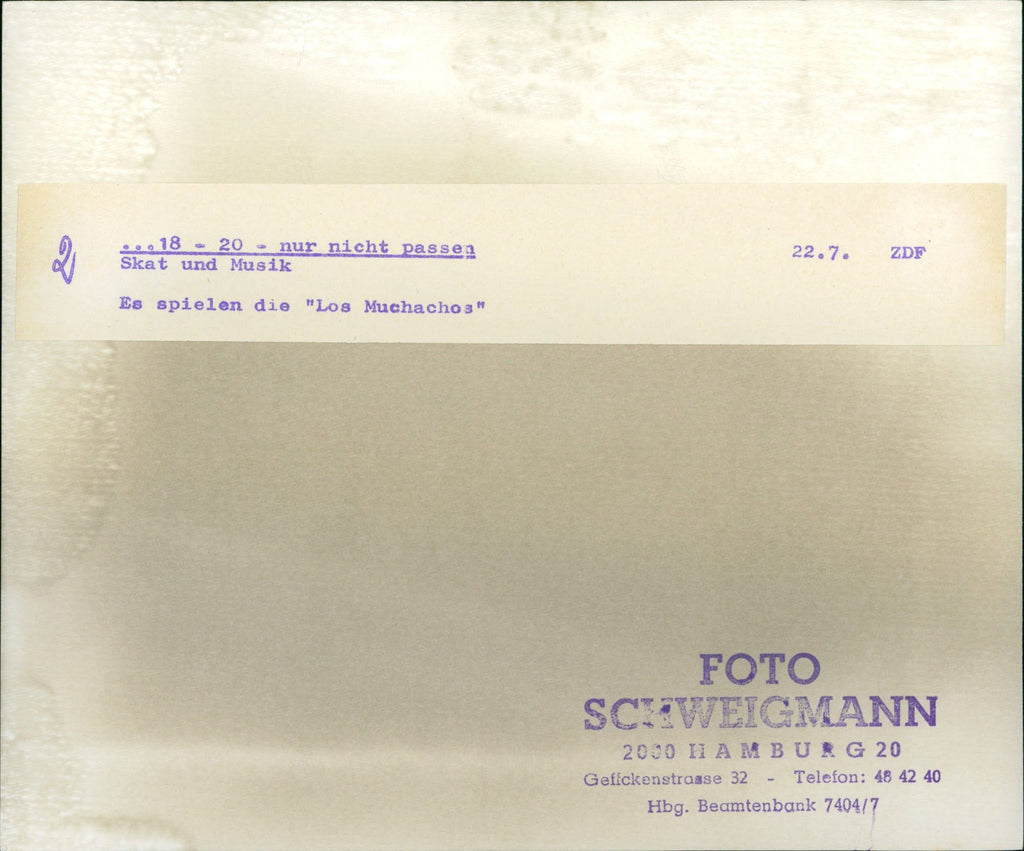 2
...18 - 20 - nur nicht passen 22.7. ZDF
Skat und Musik
Es spielen die "Los Muchachos"
FOTO
SCHWEIGMANN
2000 HAMBURG 20
Geffckenstrasse 32 - Telefon: 48 42 40
Hbg. Beamtenbank 7404/7